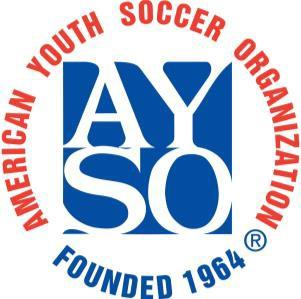 AMERICAN YOUTH SOCCER ORGANIZATION
AY
SO
FOUNDED 1964®